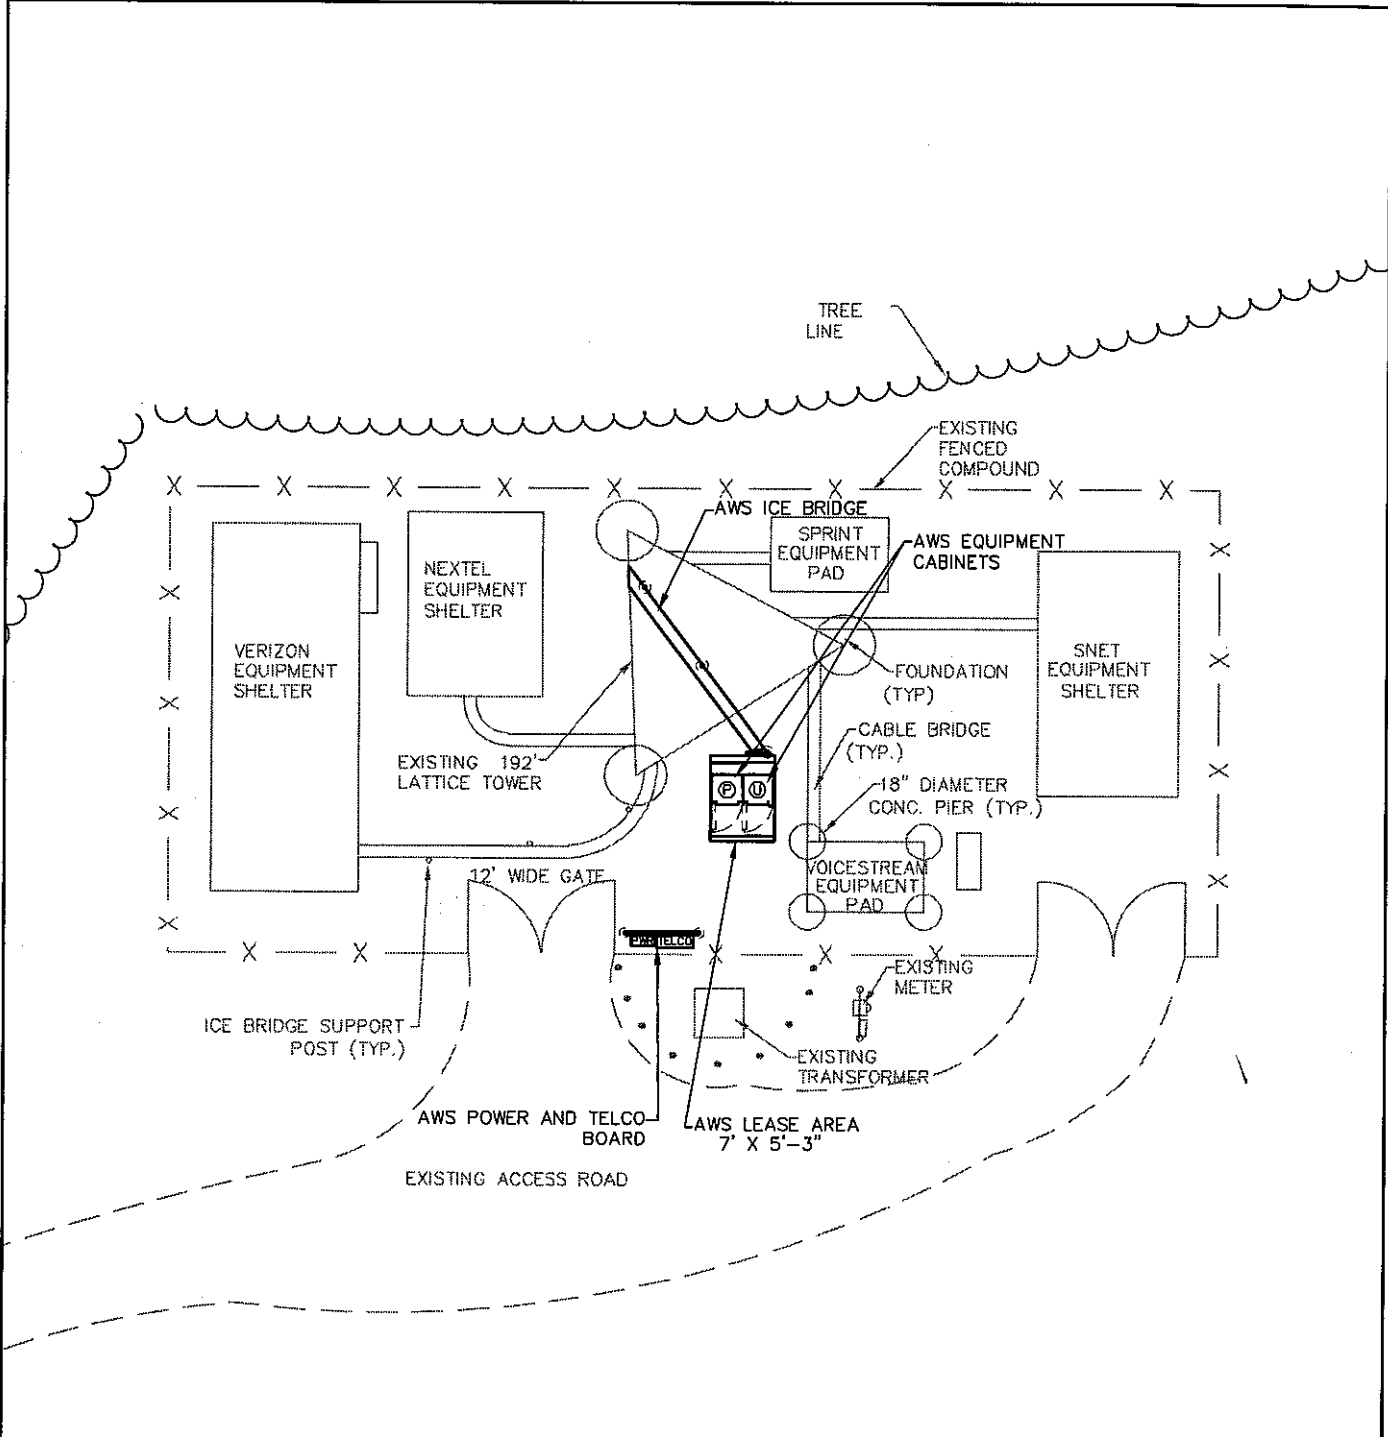 TREE
LINE
EXISTING
FENCED
COMPOUND
AWS ICE BRIDGE
SPRINT
EQUIPMENT
PAD
AWS EQUIPMENT
CABINETS
NEXTEL
EQUIPMENT
SHELTER
VERIZON
EQUIPMENT
SHELTER
SNET
EQUIPMENT
SHELTER
FOUNDATION
(TYP)
EXISTING 192'
LATTICE TOWER
CABLE BRIDGE
(TYP.)
P U
18" DIAMETER
CONC. PIER (TYP.)
12' WIDE GATE
VOICESTREAM
EQUIPMENT
PAD
PWR TELCO
EXISTING
METER
ICE BRIDGE SUPPORT
POST (TYP.)
EXISTING
TRANSFORMER
AWS POWER AND TELCO
BOARD
AWS LEASE AREA
7' X 5'-3"
EXISTING ACCESS ROAD